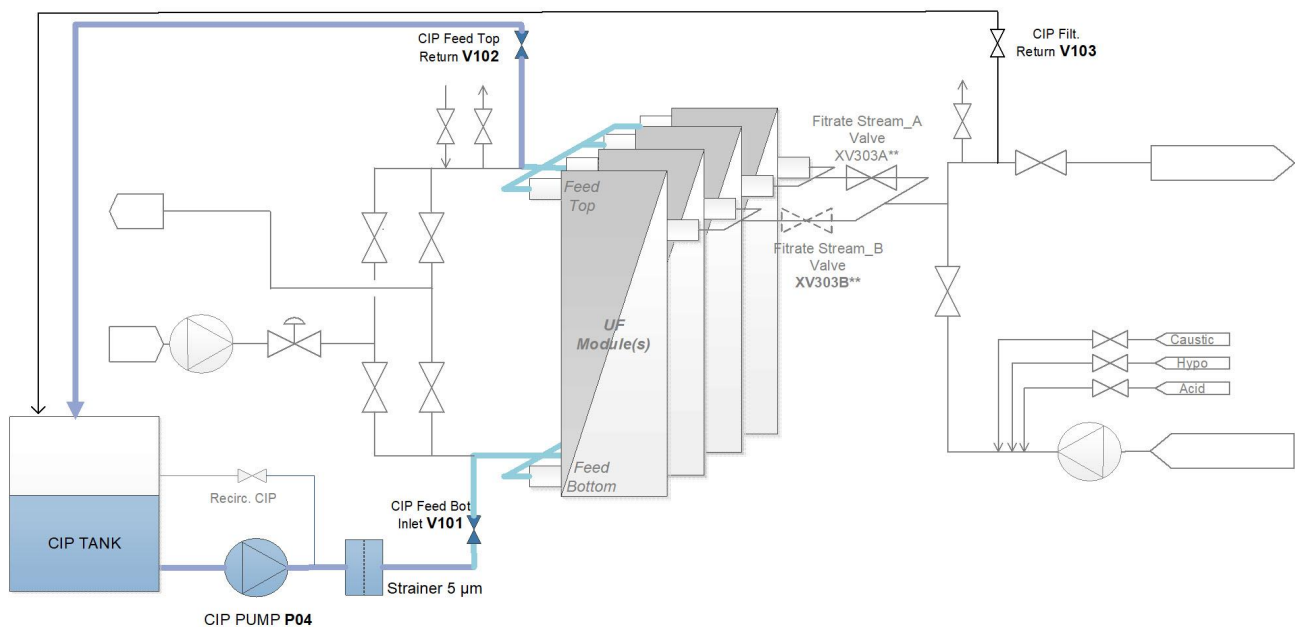 CIP Feed Top
Return V102
CIP Filt.
Return V103
Fitrate Stream_A
Valve
XV303A**
Feed
Top
Fitrate Stream_B
Valve
XV303B**
UF
Module(s)
Caustic
Hypo
Acid
Feed
Bottom
Recirc. CIP
CIP Feed Bot
Inlet V101
CIP TANK
Strainer 5 µm
CIP PUMP P04